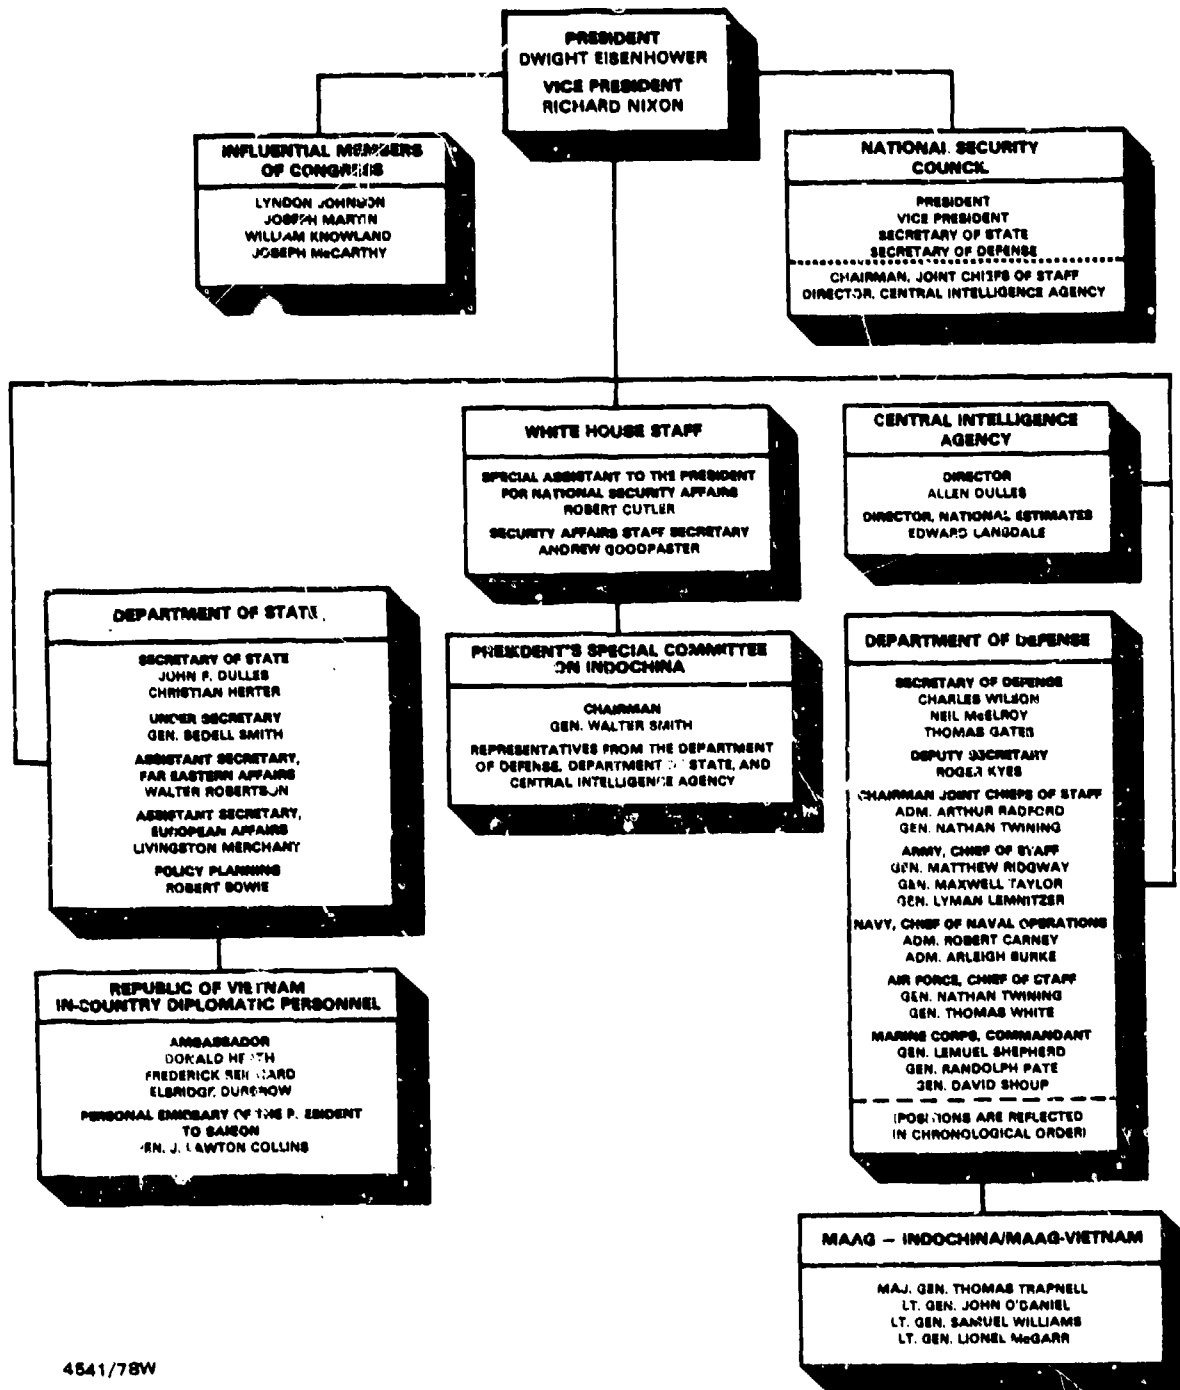 PRESIDENT
DWIGHT EISENHOWER
VICE PRESIDENT
RICHARD NIXON
INFLUENTIAL MEMBERS
OF CONGRESS
LYNDON JOHNSON
JOSEPH MARTIN
WILLIAM KNOWLAND
JOSEPH McCARTHY
NATIONAL SECURITY
COUNCIL
PRESIDENT
VICE PRESIDENT
SECRETARY OF STATE
SECRETARY OF DEFENSE
CHAIRMAN, JOINT CHIEFS OF STAFF
DIRECTOR, CENTRAL INTELLIGENCE AGENCY
WHITE HOUSE STAFF
SPECIAL ASSISTANT TO THE PRESIDENT
FOR NATIONAL SECURITY AFFAIRS
ROBERT CUTLER
SECURITY AFFAIRS STAFF SECRETARY
ANDREW GOODPASTER
CENTRAL INTELLIGENCE
AGENCY
DIRECTOR
ALLEN DULLES
DIRECTOR, NATIONAL ESTIMATES
EDWARD LANGDALE
DEPARTMENT OF STATE
SECRETARY OF STATE
JOHN F. DULLES
CHRISTIAN HERTER
UNDER SECRETARY
GEN. BEDELL SMITH
ASSISTANT SECRETARY,
FAR EASTERN AFFAIRS
WALTER ROBERTSON
ASSISTANT SECRETARY,
EUROPEAN AFFAIRS
LIVINGSTON MERCHANT
POLICY PLANNING
ROBERT BOWIE
PRESIDENT'S SPECIAL COMMITTEE
ON INDOCHINA
CHAIRMAN
GEN. WALTER SMITH
REPRESENTATIVES FROM THE DEPARTMENT
OF DEFENSE, DEPARTMENT OF STATE, AND
CENTRAL INTELLIGENCE AGENCY
DEPARTMENT OF DEFENSE
SECRETARY OF DEFENSE
CHARLES WILSON
NEIL McELROY
THOMAS GATES
DEPUTY SECRETARY
ROGER KYES
CHAIRMAN JOINT CHIEFS OF STAFF
ADM. ARTHUR RADFORD
GEN. NATHAN TWINING
ARMY, CHIEF OF STAFF
GEN. MATTHEW RIDGWAY
GEN. MAXWELL TAYLOR
GEN. LYMAN LEMNITZER
NAVY, CHIEF OF NAVAL OPERATIONS
ADM. ROBERT CARNEY
ADM. ARLEIGH BURKE
AIR FORCE, CHIEF OF STAFF
GEN. NATHAN TWINING
GEN. THOMAS WHITE
MARINE CORPS, COMMANDANT
GEN. LEMUEL SHEPHERD
GEN. RANDOLPH PATE
GEN. DAVID SHOUP
(POSITIONS ARE REFLECTED
IN CHRONOLOGICAL ORDER)
REPUBLIC OF VIETNAM
IN-COUNTRY DIPLOMATIC PERSONNEL
AMBASSADOR
DONALD HEATH
FREDERICK
ELBRIDGE DURBROW
PERSONAL EMISSARY OF THE PRESIDENT
TO SAIGON
GEN. J. LAWTON COLLINS
MAAG – INDOCHINA/MAAG-VIETNAM
MAJ. GEN. THOMAS TRAPNELL
LT. GEN. JOHN O'DANIEL
LT. GEN. SAMUEL WILLIAMS
LT. GEN. LIONEL McGARR
4541/78W